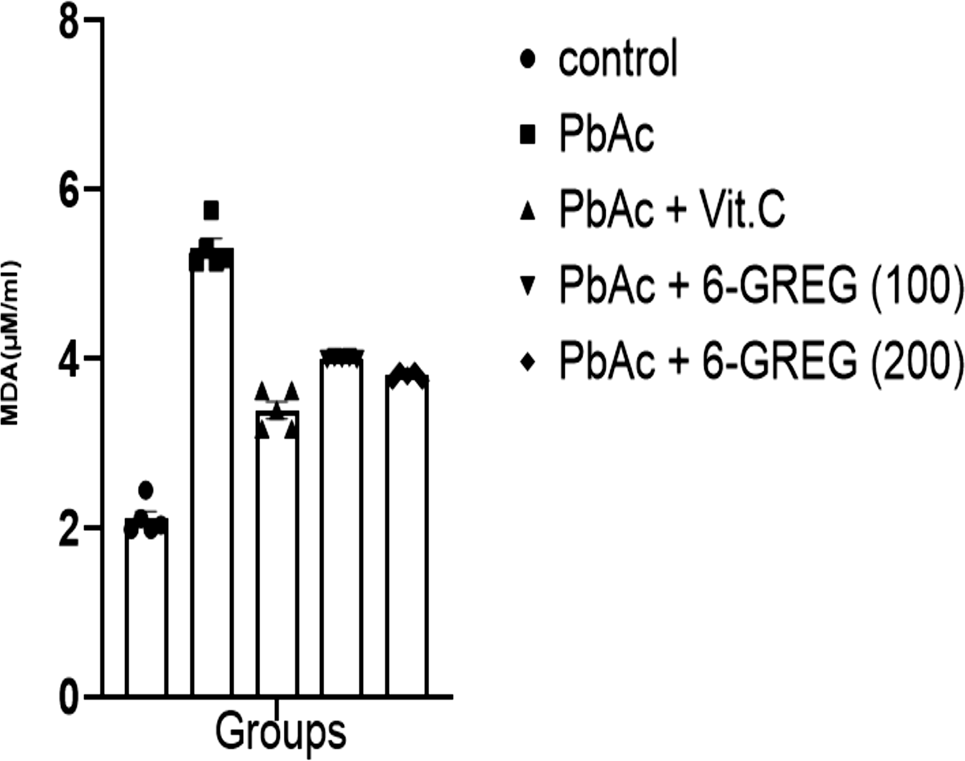 8
6
4
2
0
MDA(µM/ml)
Groups
control
PbAc
PbAc + Vit.C
PbAc + 6-GREG (100)
PbAc + 6-GREG (200)